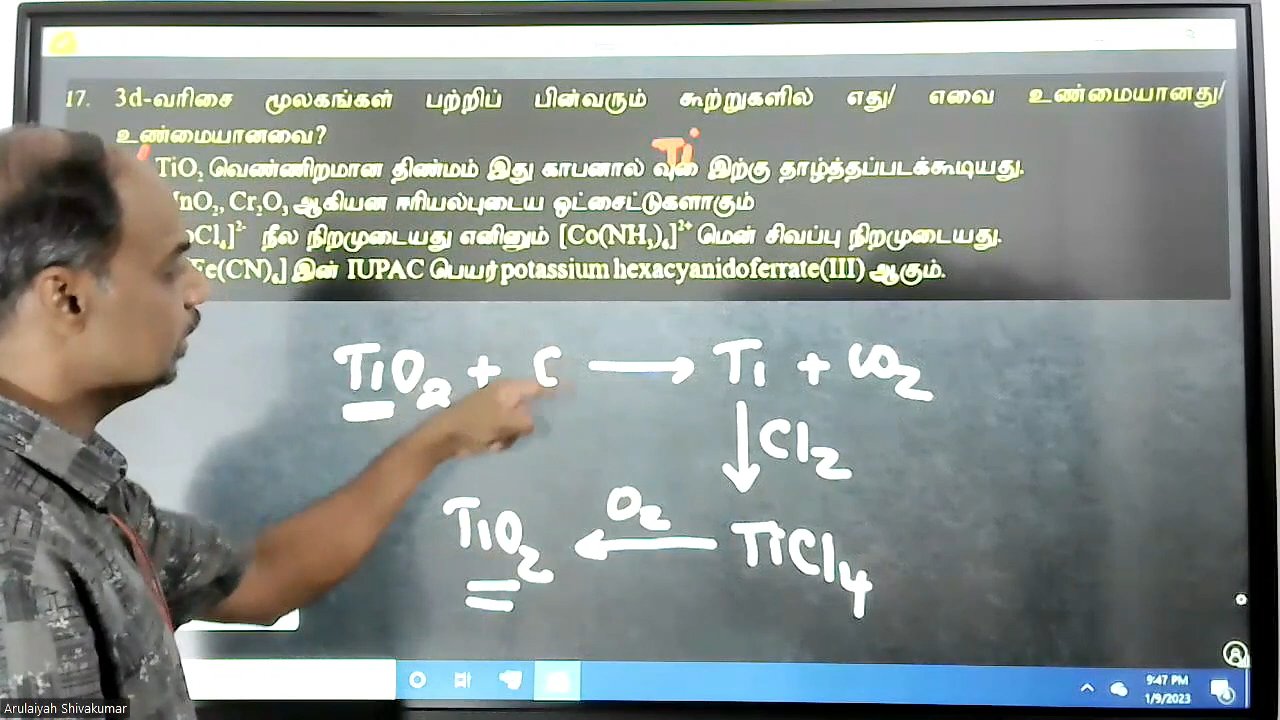 17. 3d-வரிசை மூலகங்கள் பற்றிப் பின்வரும் கூற்றுகளில் எது/ எவை உண்மையானது/
உண்மையானவை?
Ti
TiO₂ வெண்ணிறமான திண்மம் இது காபனால் இற்கு தாழ்த்தப்படக்கூடியது.
nO₂, Cr₂O₃ ஆகியன ஈரியல்புடைய ஒட்சைட்டுகளாகும்
oCl₄]²⁻ நீல நிறமுடையது எனினும் [Co(NH₃)₆]²⁺ மென் சிவப்பு நிறமுடையது.
Fe(CN)₆] இன் IUPAC பெயர் potassium hexacyanidoferrate(III) ஆகும்.
TiO₂ + C → Ti + CO₂
↓ Cl₂
TiO₂ ← O₂ TiCl₄
9:47 PM
1/9/2023
Arulaiyah Shivakumar